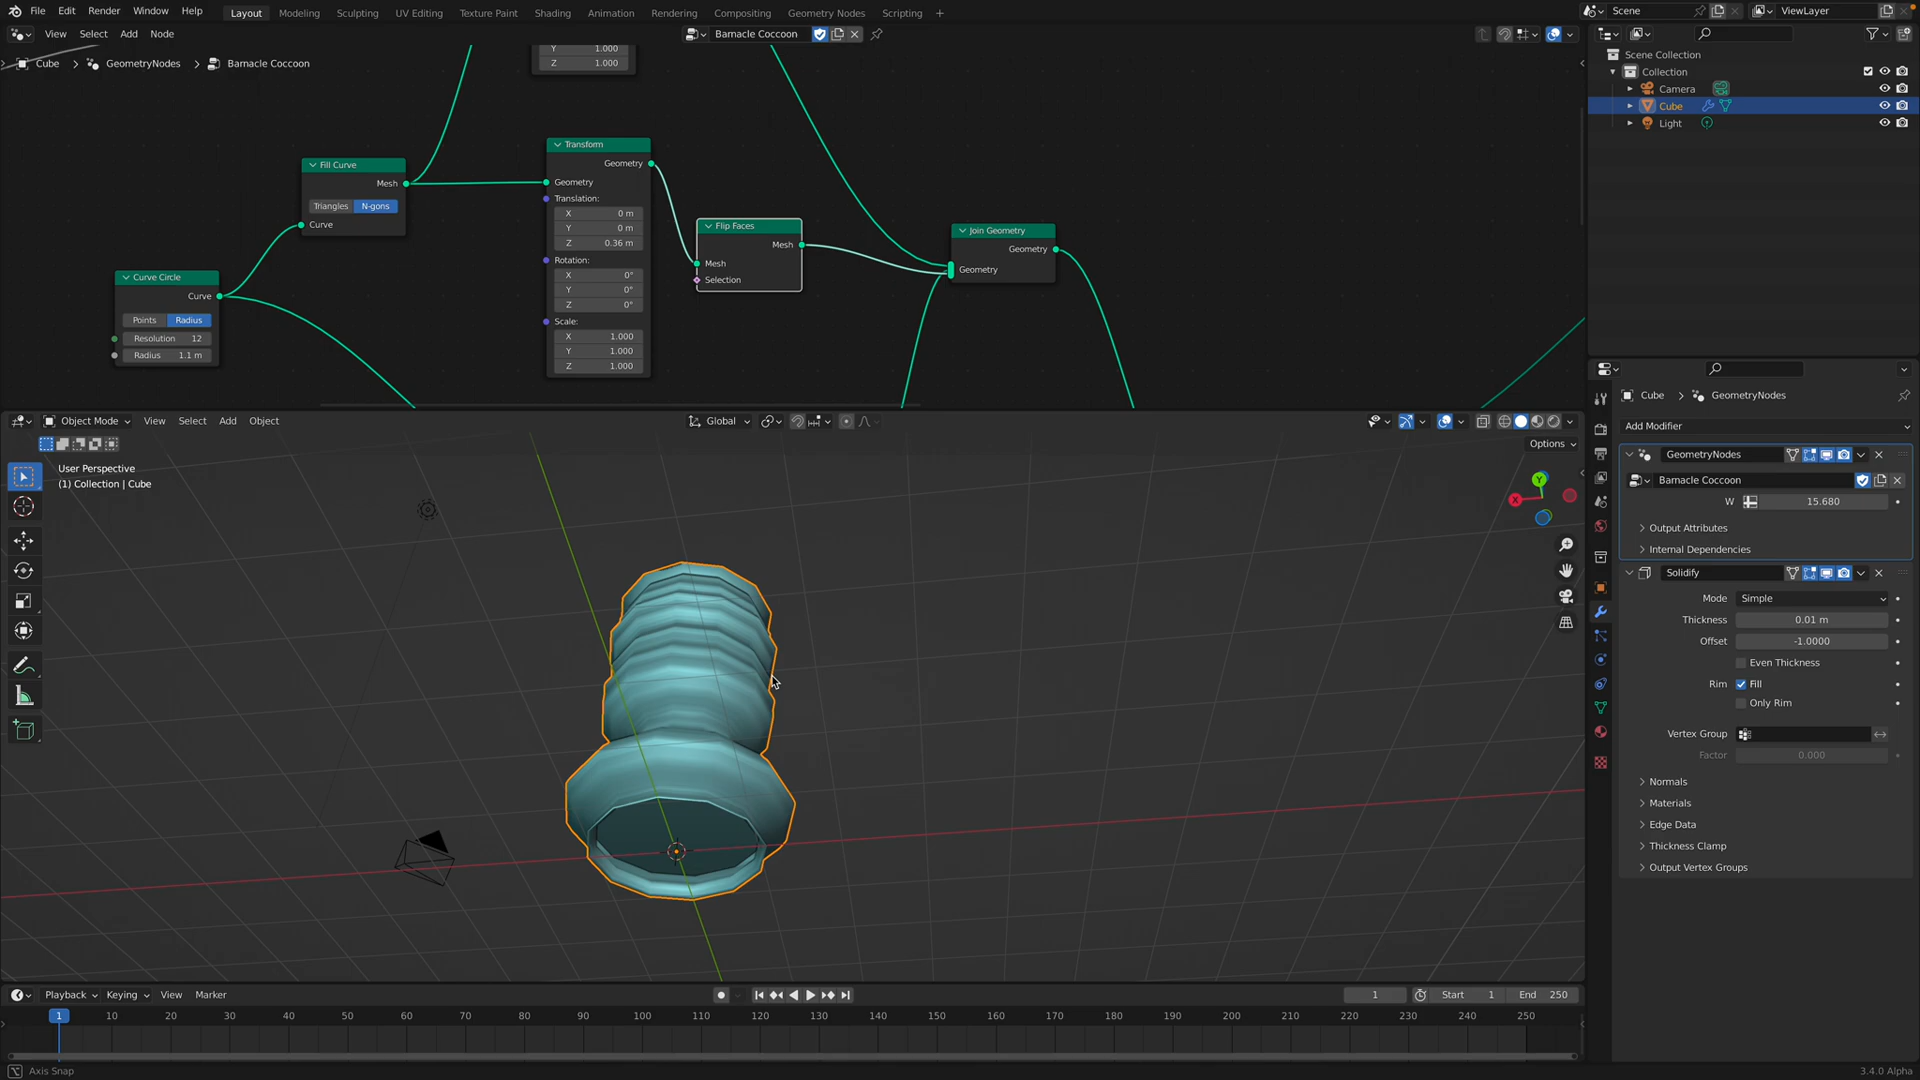 File Edit Render Window Help Layout Modeling Sculpting UV Editing Texture Paint Shading Animation Rendering Compositing Geometry Nodes Scripting + Scene ViewLayer
View Select Add Node Barnacle Coccoon
Cube > GeometryNodes > Barnacle Coccoon
Y 1.000
Z 1.000
Fill Curve
Mesh
Triangles N-gons
Curve
Curve Circle
Curve
Points Radius
Resolution 12
Radius 1.1 m
Transform
Geometry
Geometry
Translation:
X 0 m
Y 0 m
Z 0.36 m
Rotation:
X 0°
Y 0°
Z 0°
Scale:
X 1.000
Y 1.000
Z 1.000
Flip Faces
Mesh
Mesh
Selection
Join Geometry
Geometry
Geometry
Scene Collection
Collection
Camera
Cube
Light
Object Mode View Select Add Object Global
Options
User Perspective
(1) Collection | Cube
X
Y
Cube > GeometryNodes
Add Modifier
GeometryNodes
Barnacle Coccoon
W 15.680
Output Attributes
Internal Dependencies
Solidify
Mode Simple
Thickness 0.01 m
Offset -1.0000
Even Thickness
Rim Fill
Only Rim
Vertex Group
Factor 0.000
Normals
Materials
Edge Data
Thickness Clamp
Output Vertex Groups
Playback Keying View Marker 1 Start 1 End 250
1 10 20 30 40 50 60 70 80 90 100 110 120 130 140 150 160 170 180 190 200 210 220 230 240 250
Axis Snap 3.4.0 Alpha